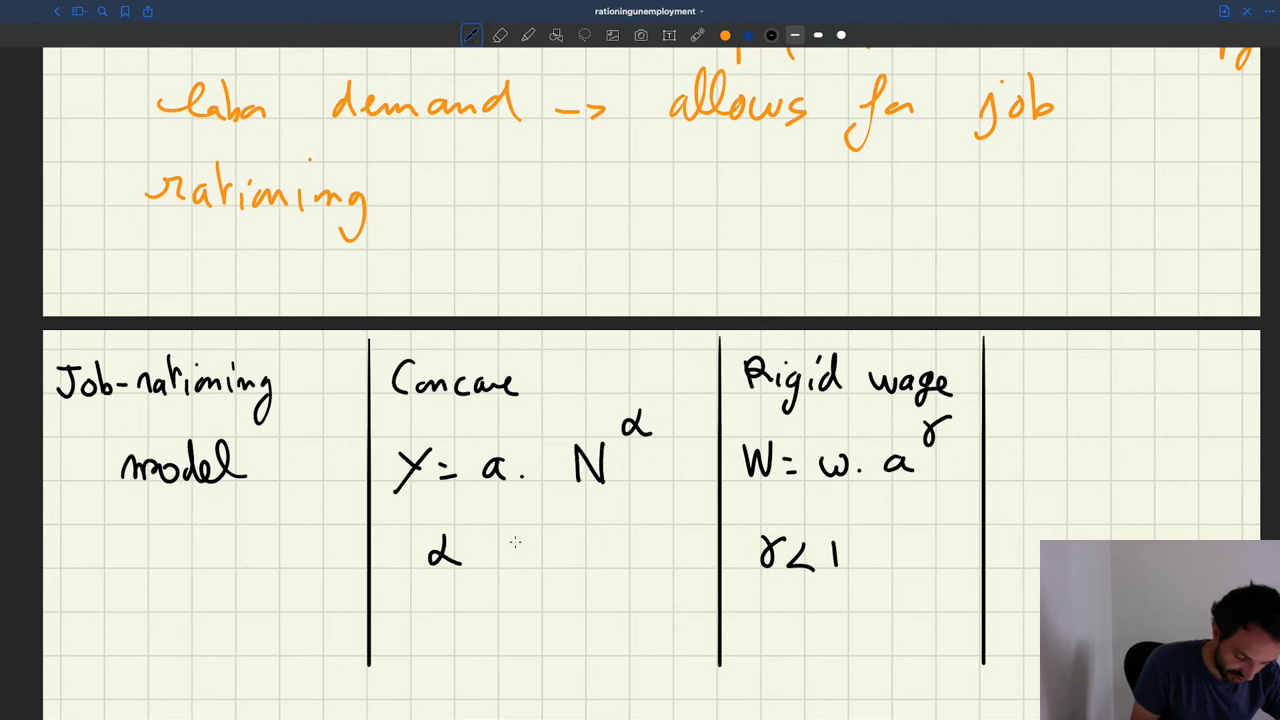 rationingunemployment
labor demand -> allows for job
rationing
Job-rationing
model
Concave
Y = a . N^α
α
Rigid wage
W = ω . a^γ
γ < 1